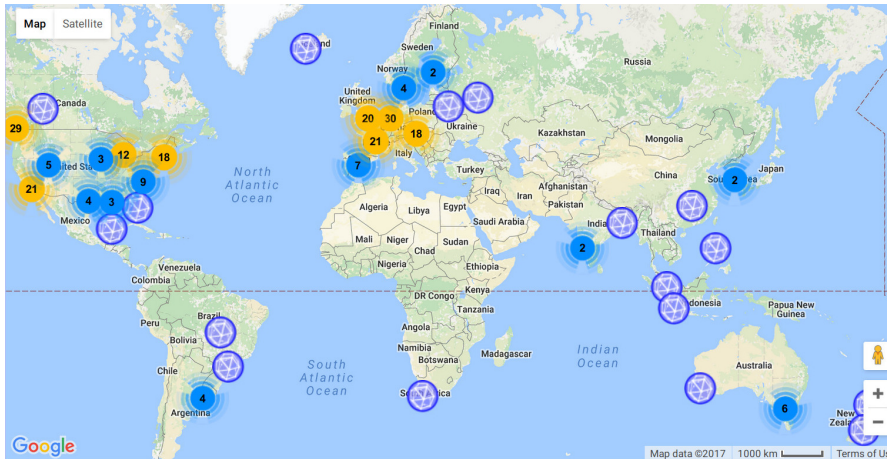 Map Satellite
Finland
Sweden
Norway
Russia
2
4
United
Kingdom
Canada
20
30
Poland
Ukraine
29
21
18
Italy
Kazakhstan
Mongolia
5
3
12
18
7
Turkey
China
Japan
2
21
9
4
3
North
Atlantic
Ocean
Iraq
Iran
Afghanistan
Pakistan
Mexico
Algeria
Libya
Egypt
Saudi Arabia
India
Thailand
2
Mali
Niger
Chad
Sudan
Nigeria
Ethiopia
Venezuela
Colombia
Kenya
DR Congo
Tanzania
Papua New
Guinea
Peru
Brazil
Bolivia
Angola
Namibia
Botswana
Madagascar
Indian
Ocean
South
Atlantic
Ocean
Chile
Australia
4
Argentina
6
New
Google
Map data ©2017 1000 km